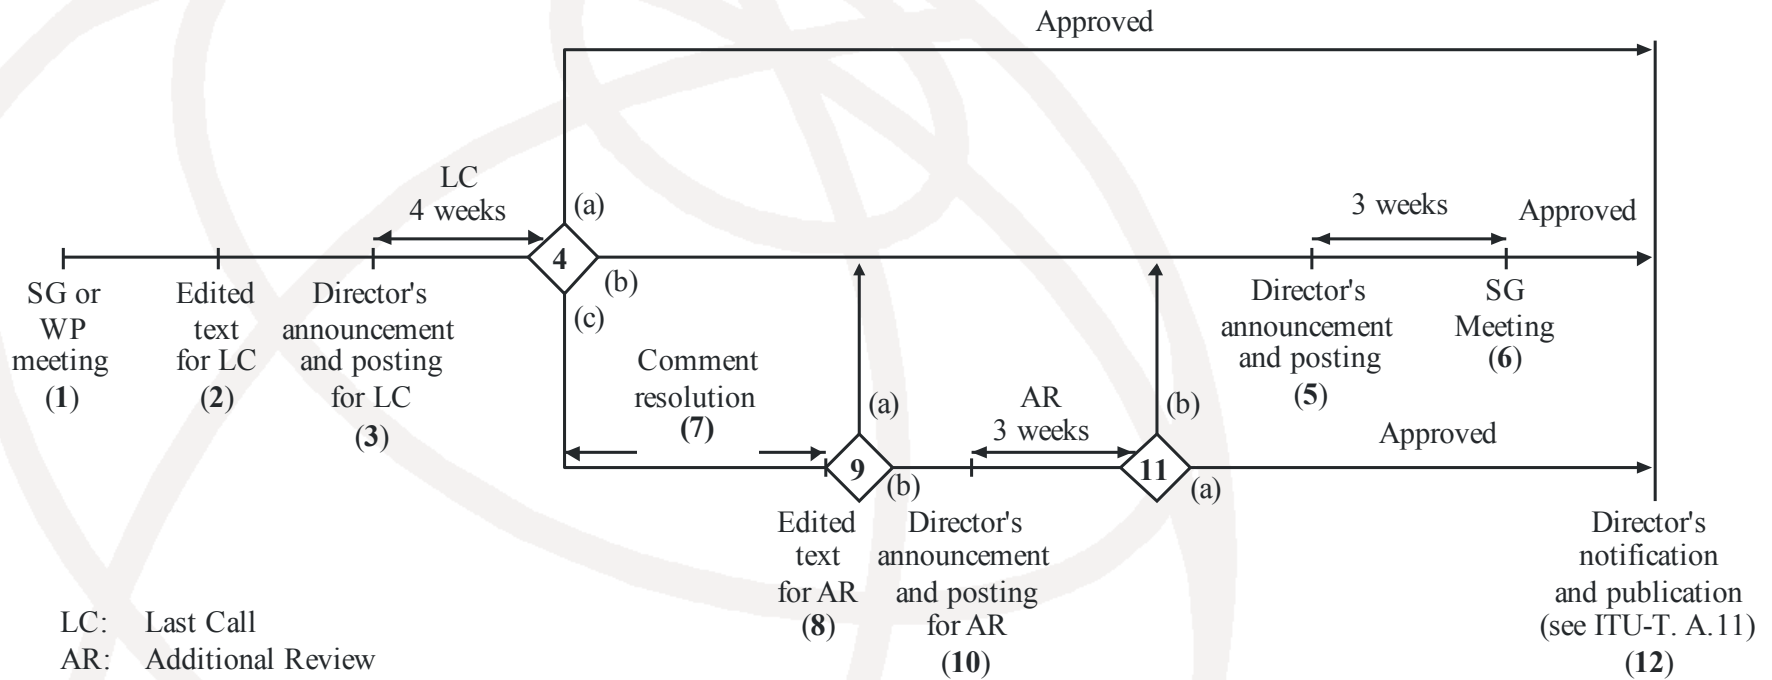 Approved
LC
4 weeks
(a)
4
(b)
(c)
3 weeks
Approved
SG or
WP
meeting
(1)
Edited
text
for LC
(2)
Director's
announcement
and posting
for LC
(3)
Director's
announcement
and posting
(5)
SG
Meeting
(6)
Comment
resolution
(7)
(a)
9
(b)
AR
3 weeks
(b)
11
(a)
Approved
Edited
text
for AR
(8)
Director's
announcement
and posting
for AR
(10)
Director's
notification
and publication
(see ITU-T. A.11)
(12)
LC: Last Call
AR: Additional Review